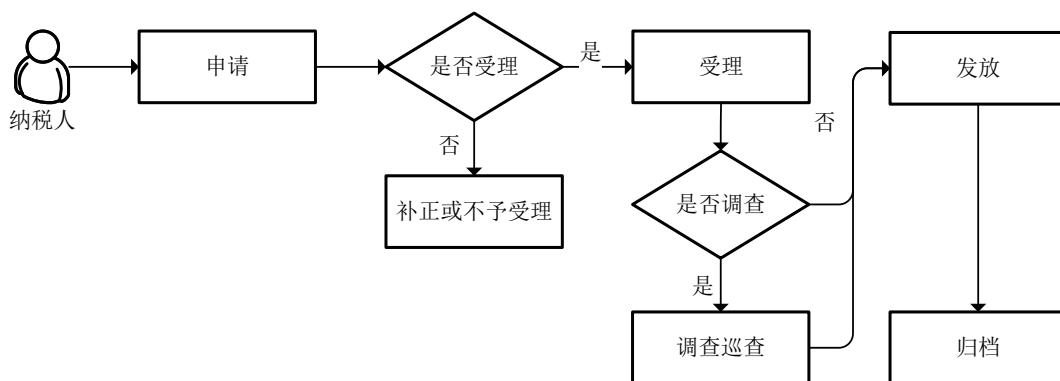 纳税人
申请
是否受理
是
受理
发放
否
补正或不予受理
否
是否调查
是
调查巡查
归档